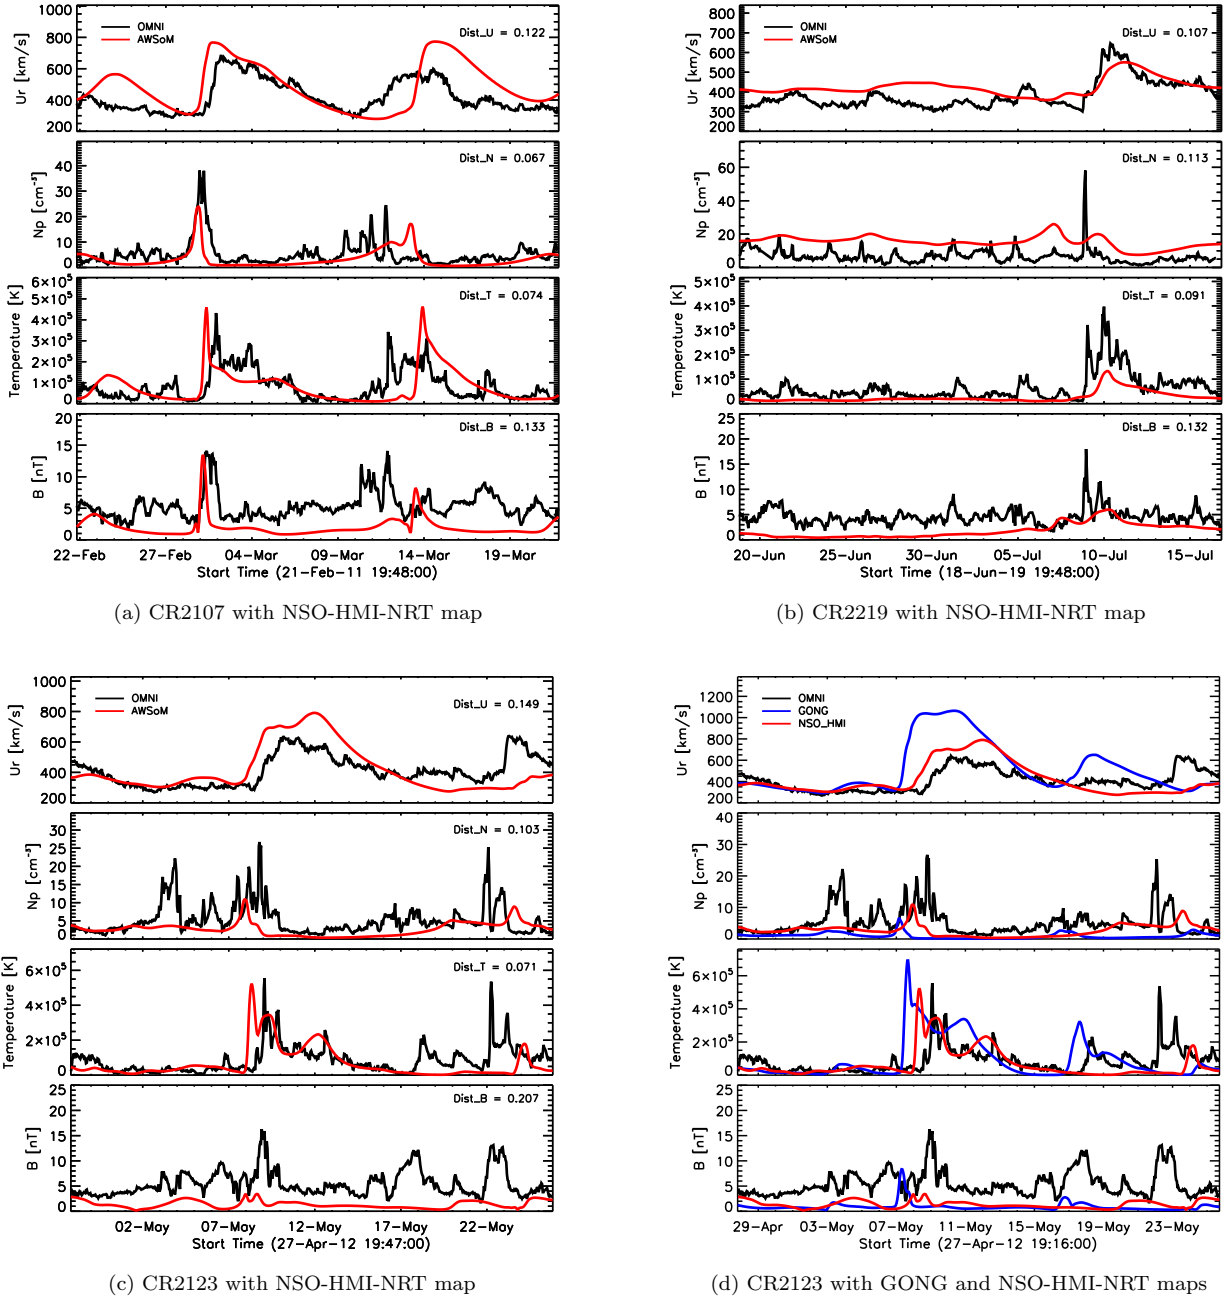 OMNI
AWSoM
Dist_U = 0.122
1000
800
600
400
200
Ur [km/s]
Dist_N = 0.067
40
30
20
10
0
Np [cm⁻³]
Dist_T = 0.074
6×10⁵
5×10⁵
4×10⁵
3×10⁵
2×10⁵
1×10⁵
0
Temperature [K]
Dist_B = 0.133
20
15
10
5
0
B [nT]
22-Feb 27-Feb 04-Mar 09-Mar 14-Mar 19-Mar
Start Time (21-Feb-11 19:48:00)
(a) CR2107 with NSO-HMI-NRT map
OMNI
AWSoM
Dist_U = 0.107
800
700
600
500
400
300
200
Ur [km/s]
Dist_N = 0.113
60
40
20
0
Np [cm⁻³]
Dist_T = 0.091
5×10⁵
4×10⁵
3×10⁵
2×10⁵
1×10⁵
0
Temperature [K]
Dist_B = 0.132
25
20
15
10
5
0
B [nT]
20-Jun 25-Jun 30-Jun 05-Jul 10-Jul 15-Jul
Start Time (18-Jun-19 19:48:00)
(b) CR2219 with NSO-HMI-NRT map
OMNI
AWSoM
Dist_U = 0.149
1000
800
600
400
200
Ur [km/s]
Dist_N = 0.103
30
25
20
15
10
5
0
Np [cm⁻³]
Dist_T = 0.071
6×10⁵
4×10⁵
2×10⁵
0
Temperature [K]
Dist_B = 0.207
25
20
15
10
5
0
B [nT]
02-May 07-May 12-May 17-May 22-May
Start Time (27-Apr-12 19:47:00)
(c) CR2123 with NSO-HMI-NRT map
OMNI
GONG
NSO_HMI
1200
1000
800
600
400
200
Ur [km/s]
40
30
20
10
0
Np [cm⁻³]
6×10⁵
4×10⁵
2×10⁵
0
Temperature [K]
25
20
15
10
5
0
B [nT]
29-Apr 03-May 07-May 11-May 15-May 19-May 23-May
Start Time (27-Apr-12 19:16:00)
(d) CR2123 with GONG and NSO-HMI-NRT maps